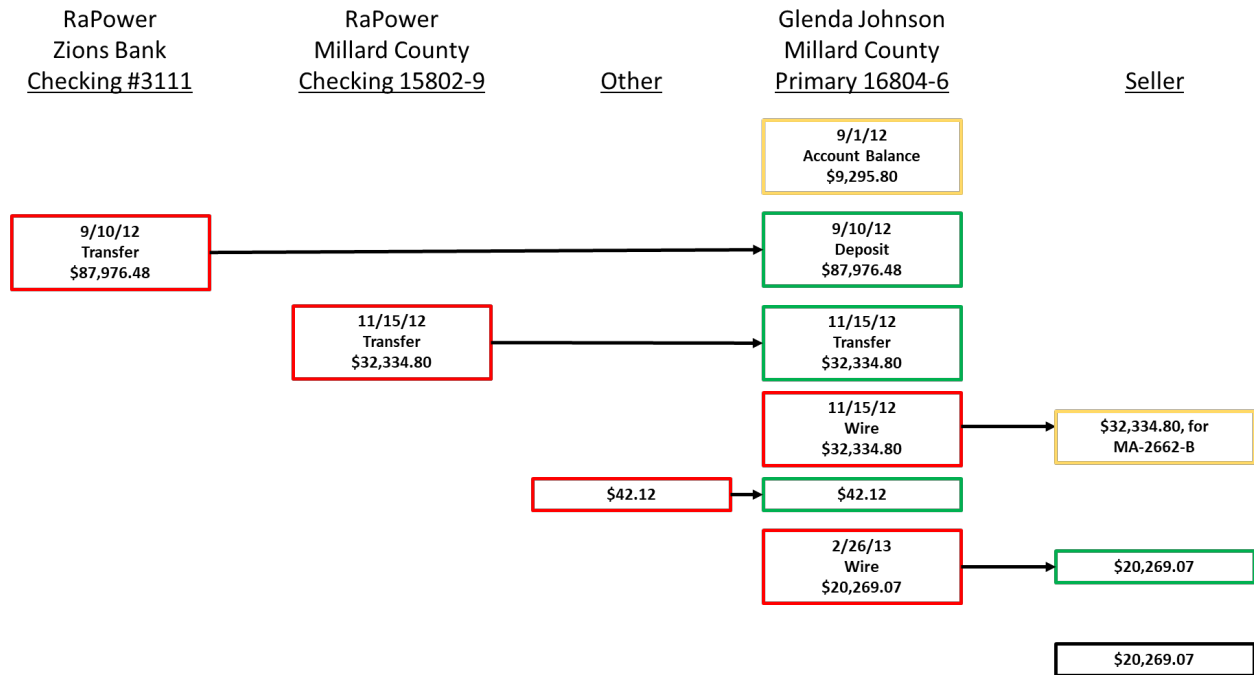 RaPower
Zions Bank
Checking #3111
RaPower
Millard County
Checking 15802-9
Other
Glenda Johnson
Millard County
Primary 16804-6
Seller
9/1/12
Account Balance
$9,295.80
9/10/12
Transfer
$87,976.48
9/10/12
Deposit
$87,976.48
11/15/12
Transfer
$32,334.80
11/15/12
Transfer
$32,334.80
11/15/12
Wire
$32,334.80
$32,334.80, for
MA-2662-B
$42.12
$42.12
2/26/13
Wire
$20,269.07
$20,269.07
$20,269.07